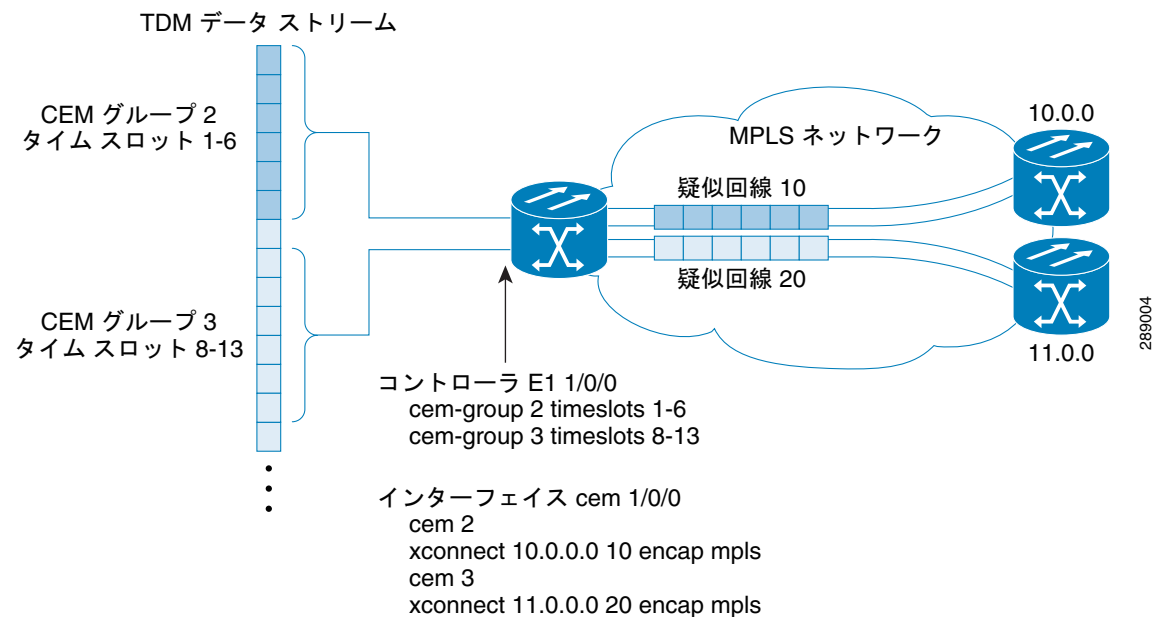 TDM データ ストリーム
CEM グループ 2
タイム スロット 1-6
CEM グループ 3
タイム スロット 8-13
MPLS ネットワーク
疑似回線 10
疑似回線 20
10.0.0
11.0.0
コントローラ E1 1/0/0
cem-group 2 timeslots 1-6
cem-group 3 timeslots 8-13
インターフェイス cem 1/0/0
cem 2
xconnect 10.0.0.0 10 encap mpls
cem 3
xconnect 11.0.0.0 20 encap mpls
289004